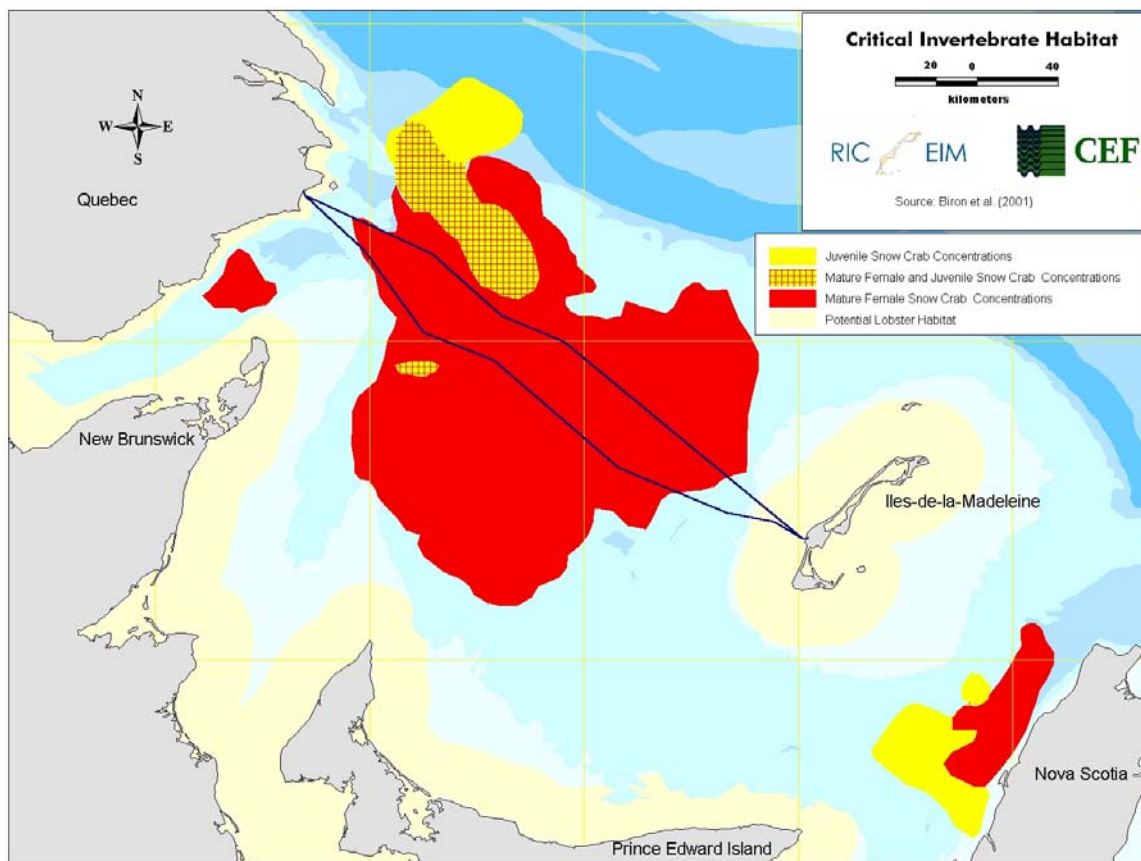 Critical Invertebrate Habitat
20 0 40
kilometers
RIC EIM CEF
Source: Biron et al. (2001)
Juvenile Snow Crab Concentrations
Mature Female and Juvenile Snow Crab Concentrations
Mature Female Snow Crab Concentrations
Potential Lobster Habitat
N
W E
S
Quebec
New Brunswick
Iles-de-la-Madeleine
Nova Scotia
Prince Edward Island